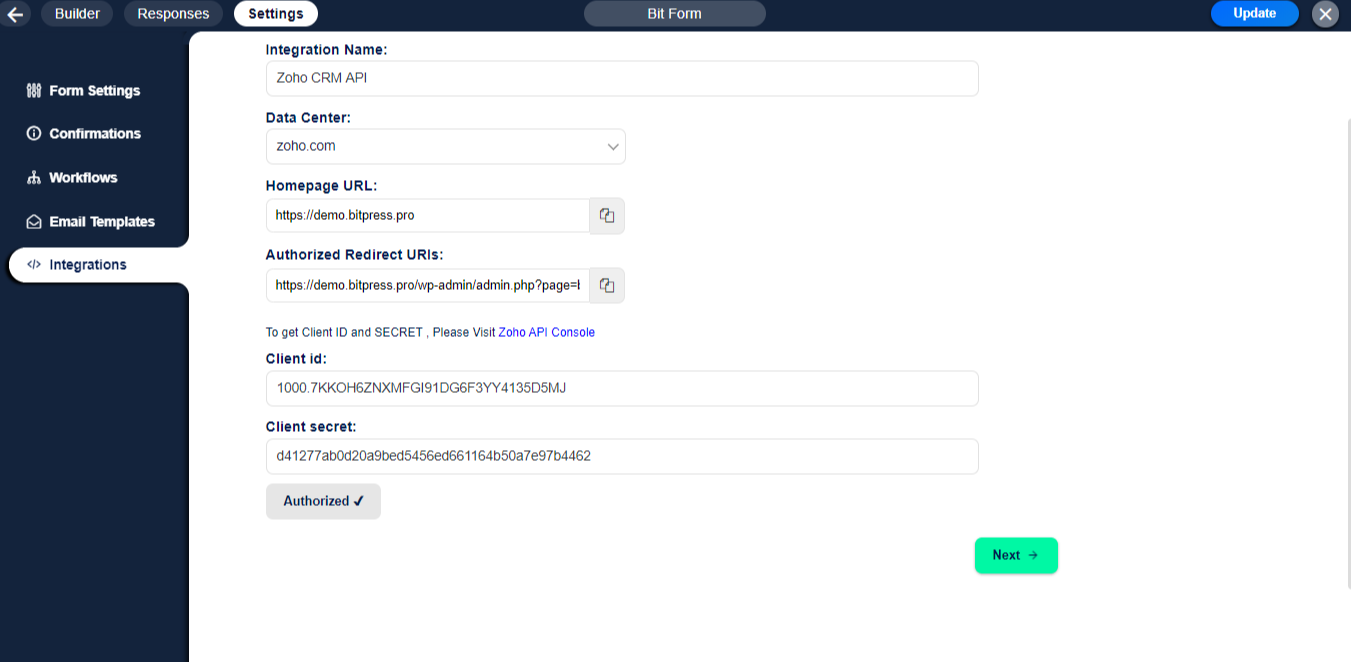 Builder Responses Settings Bit Form Update
Integration Name:
Zoho CRM API
Form Settings
Data Center:
Confirmations
zoho.com
Workflows
Homepage URL:
https://demo.bitpress.pro
Email Templates
Authorized Redirect URIs:
Integrations
https://demo.bitpress.pro/wp-admin/admin.php?page=
To get Client ID and SECRET , Please Visit Zoho API Console
Client id:
1000.7KKOH6ZNXMFGI91DG6F3YY4135D5MJ
Client secret:
d41277ab0d20a9bed5456ed661164b50a7e97b4462
Authorized ✔
Next →